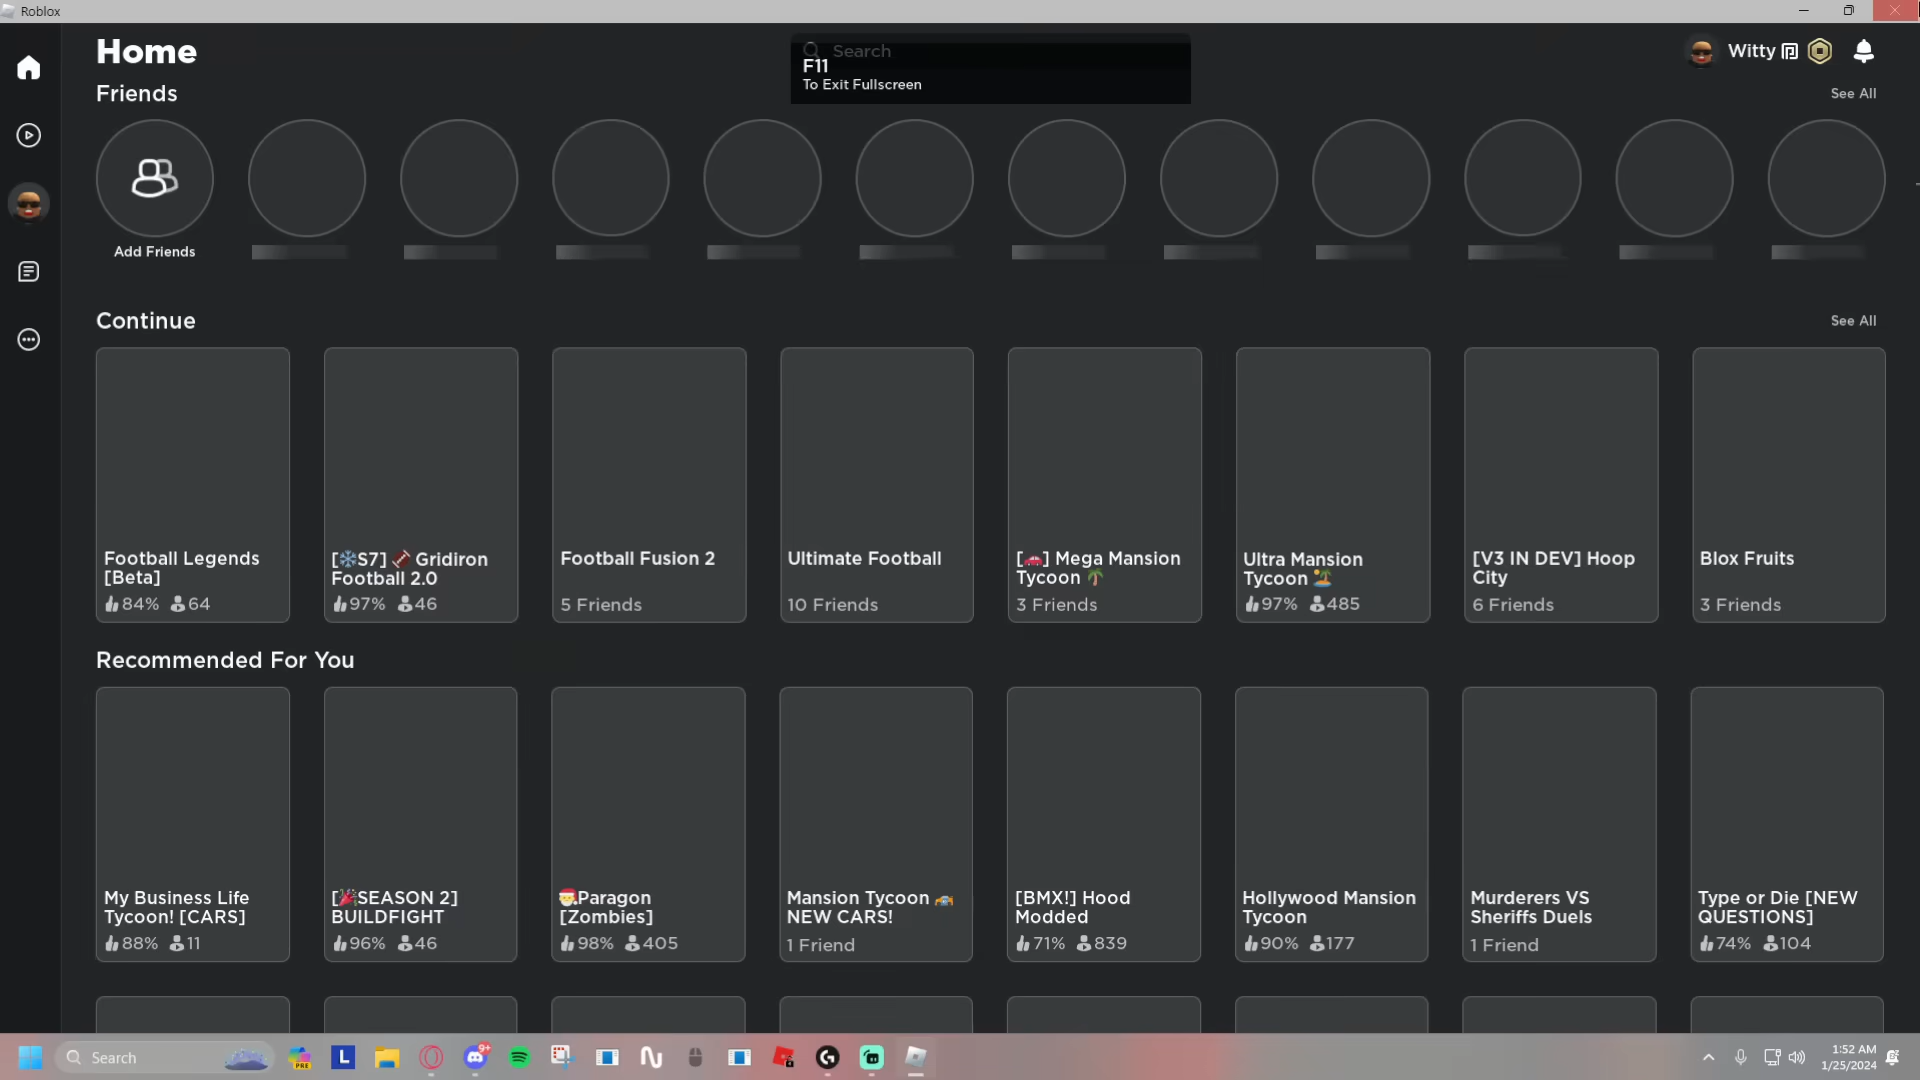 Roblox
Home
Search
F11
To Exit Fullscreen
Witty
Friends
See All
Add Friends
Continue
See All
Football Legends
[Beta]
84% 64
[❄️S7] 🏈 Gridiron
Football 2.0
97% 46
Football Fusion 2
5 Friends
Ultimate Football
10 Friends
[🚗] Mega Mansion
Tycoon 🌴
3 Friends
Ultra Mansion
Tycoon 🏝️
97% 485
[V3 IN DEV] Hoop
City
6 Friends
Blox Fruits
3 Friends
Recommended For You
My Business Life
Tycoon! [CARS]
88% 11
[🎉SEASON 2]
BUILDFIGHT
96% 46
🎅Paragon
[Zombies]
98% 405
Mansion Tycoon 🚙
NEW CARS!
1 Friend
[BMX!] Hood
Modded
71% 839
Hollywood Mansion
Tycoon
90% 177
Murderers VS
Sheriffs Duels
1 Friend
Type or Die [NEW
QUESTIONS]
74% 104
Search
PRE
L
9+
1:52 AM
1/25/2024